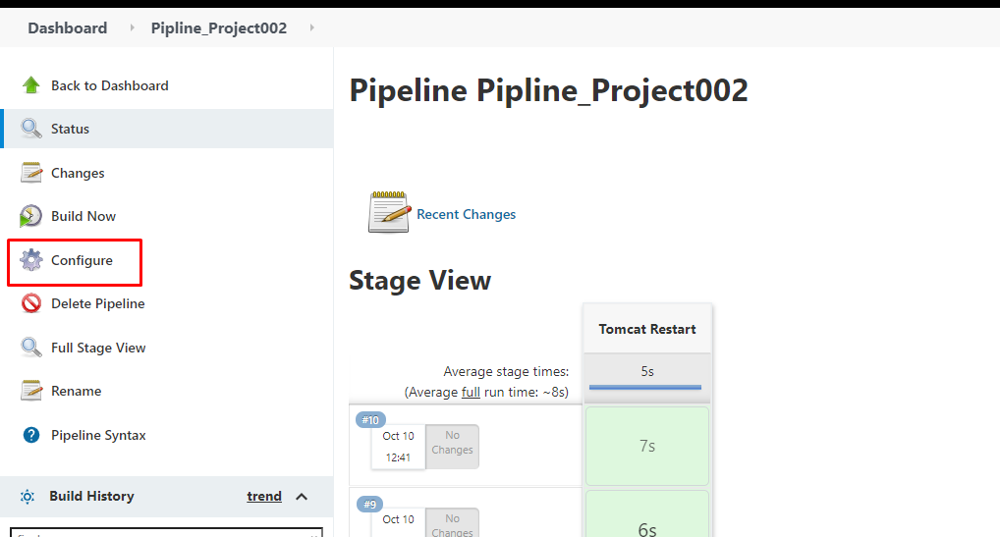 Dashboard
Pipline_Project002
Back to Dashboard
Status
Changes
Build Now
Configure
Delete Pipeline
Full Stage View
Rename
Pipeline Syntax
Build History
trend
Pipeline Pipline_Project002
Recent Changes
Stage View
Tomcat Restart
Average stage times:
5s
(Average full run time: ~8s)
#10
Oct 10
No
12:41
Changes
7s
#9
Oct 10
No
Changes
6s